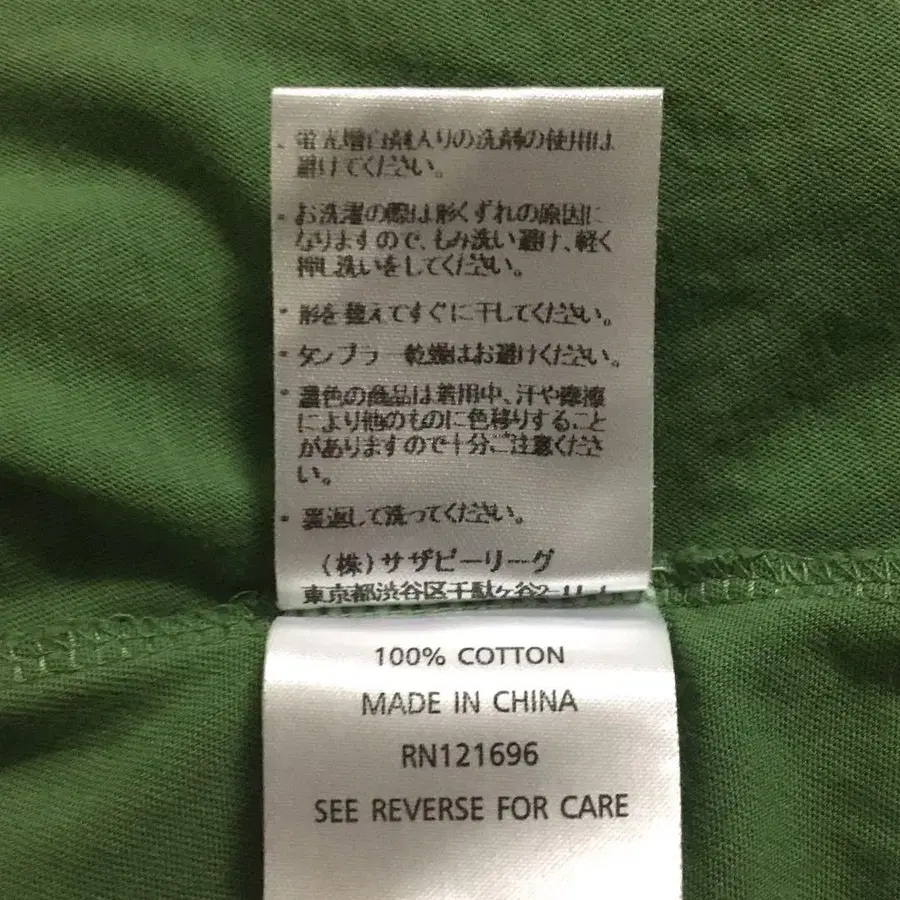 ・蛍光増白剤入りの洗剤の使用は
避けてください。
・お洗濯の際は形くずれの原因に
なりますので、もみ洗い避け、軽く
押し洗いをしてください。
・形を整えてすぐに干してください。
・タンブラー乾燥はお避けください。
・濃色の商品は着用中、汗や摩擦
により他のものに色移りすること
がありますので十分ご注意くださ
い。
・裏返して洗ってください。
(株)サザビーリーグ
東京都渋谷区千駄ヶ谷2-11-1
100% COTTON
MADE IN CHINA
RN121696
SEE REVERSE FOR CARE